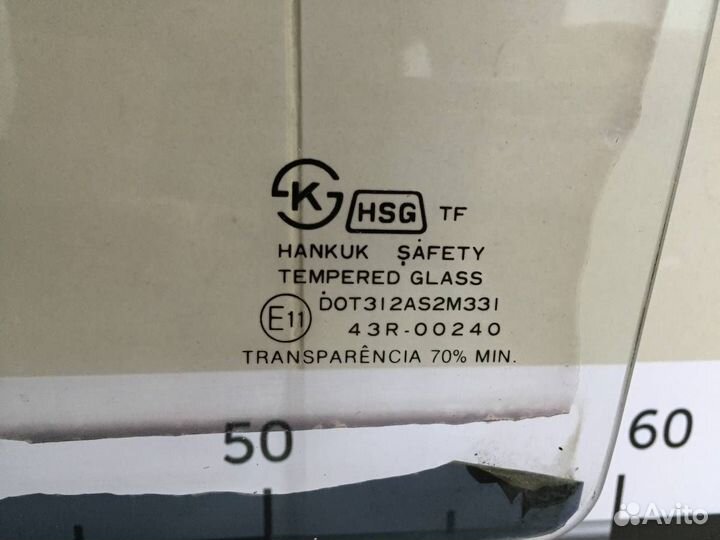 K HSG TF
HANKUK SAFETY
TEMPERED GLASS
E11 DOT312AS2M331
43R-00240
TRANSPARÊNCIA 70% MIN.
50 60
Avito